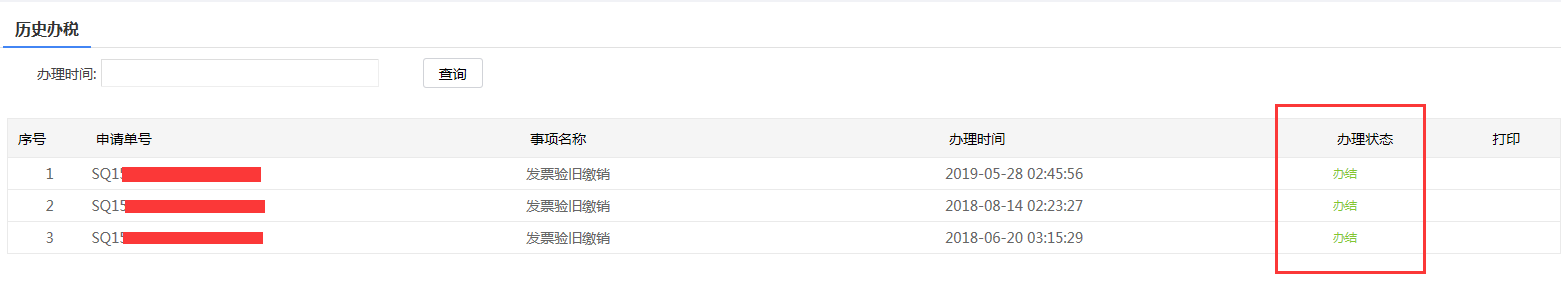 历史办税
办理时间: 查询
序号 申请单号 事项名称 办理时间 办理状态 打印
1 SQ15 发票验旧缴销 2019-05-28 02:45:56 办结
2 SQ15 发票验旧缴销 2018-08-14 02:23:27 办结
3 SQ15 发票验旧缴销 2018-06-20 03:15:29 办结